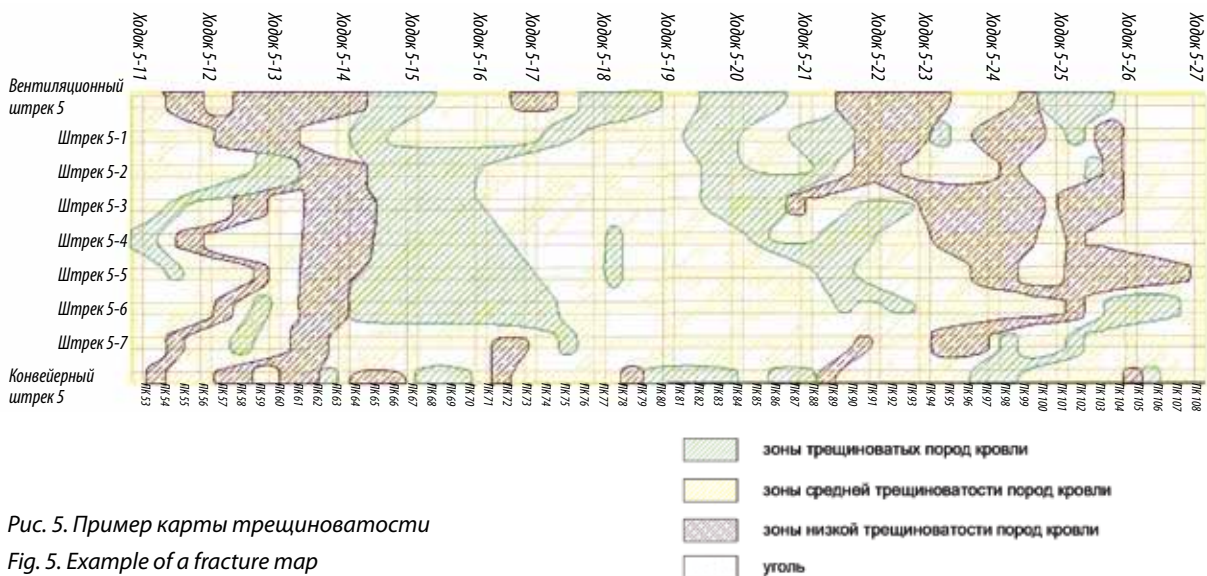 Ходок 5-11
Ходок 5-12
Ходок 5-13
Ходок 5-14
Ходок 5-15
Ходок 5-16
Ходок 5-17
Ходок 5-18
Ходок 5-19
Ходок 5-20
Ходок 5-21
Ходок 5-22
Ходок 5-23
Ходок 5-24
Ходок 5-25
Ходок 5-26
Ходок 5-27
Вентиляционный
штрек 5
Штрек 5-1
Штрек 5-2
Штрек 5-3
Штрек 5-4
Штрек 5-5
Штрек 5-6
Штрек 5-7
Конвейерный
штрек 5
ПК 53
ПК 54
ПК 55
ПК 56
ПК 57
ПК 58
ПК 59
ПК 60
ПК 61
ПК 62
ПК 63
ПК 64
ПК 65
ПК 66
ПК 67
ПК 68
ПК 69
ПК 70
ПК 71
ПК 72
ПК 73
ПК 74
ПК 75
ПК 76
ПК 77
ПК 78
ПК 79
ПК 80
ПК 81
ПК 82
ПК 83
ПК 84
ПК 85
ПК 86
ПК 87
ПК 88
ПК 89
ПК 90
ПК 91
ПК 92
ПК 93
ПК 94
ПК 95
ПК 96
ПК 97
ПК 98
ПК 99
ПК 100
ПК 101
ПК 102
ПК 103
ПК 104
ПК 105
ПК 106
ПК 107
ПК 108
зоны трещиноватых пород кровли
зоны средней трещиноватости пород кровли
зоны низкой трещиноватости пород кровли
уголь
Рис. 5. Пример карты трещиноватости
Fig. 5. Example of a fracture map